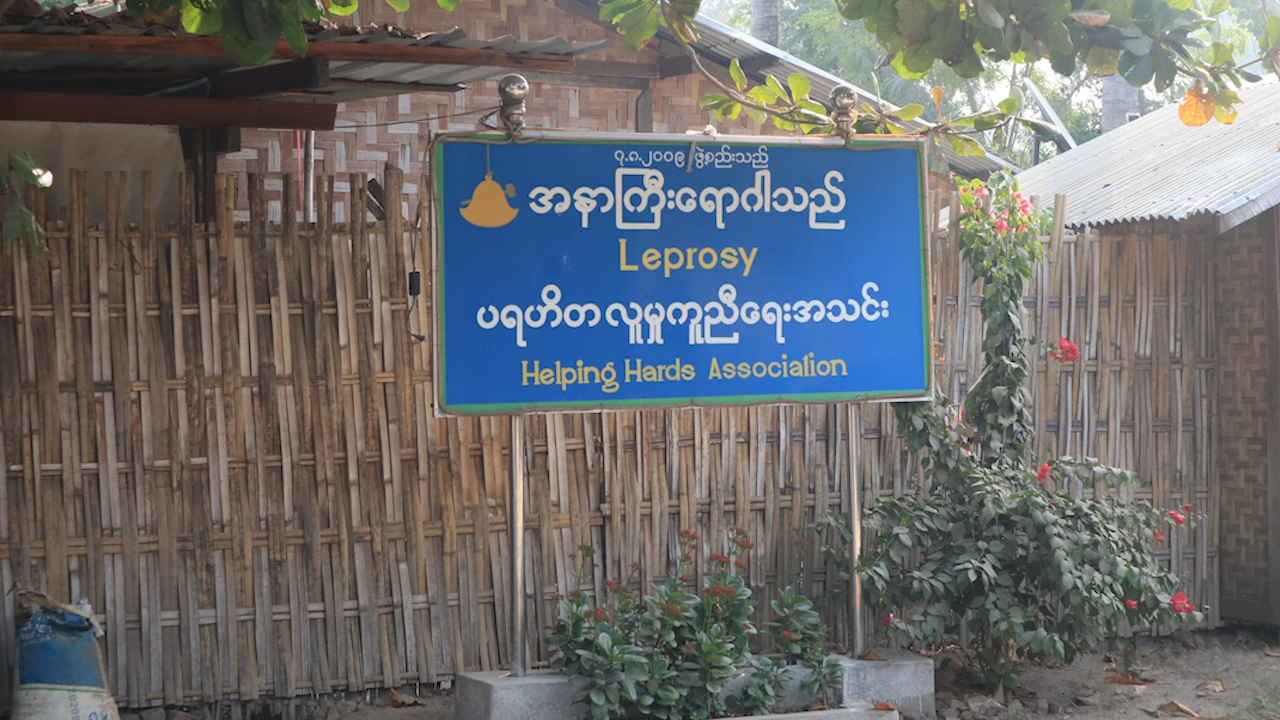 ၇.၈.၂၀၀၉ ဖွဲ့စည်းသည်
အနာကြီးရောဂါသည်
Leprosy
ပရဟိတလူမှုကူညီရေးအသင်း
Helping Hards Association